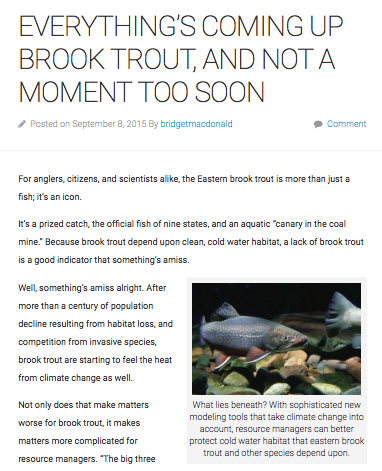 EVERYTHING'S COMING UP
BROOK TROUT, AND NOT A
MOMENT TOO SOON
Posted on September 8, 2015 By bridgetmacdonald
Comment
For anglers, citizens, and scientists alike, the Eastern brook trout is more than just a
fish; it's an icon.
It's a prized catch, the official fish of nine states, and an aquatic "canary in the coal
mine." Because brook trout depend upon clean, cold water habitat, a lack of brook trout
is a good indicator that something's amiss.
Well, something's amiss alright. After
more than a century of population
decline resulting from habitat loss, and
competition from invasive species,
brook trout are starting to feel the heat
from climate change as well.
Not only does that make matters
worse for brook trout, it makes
matters more complicated for
resource managers. "The big three
What lies beneath? With sophisticated new
modeling tools that take climate change into
account, resource managers can better
protect cold water habitat that eastern brook
trout and other species depend upon.